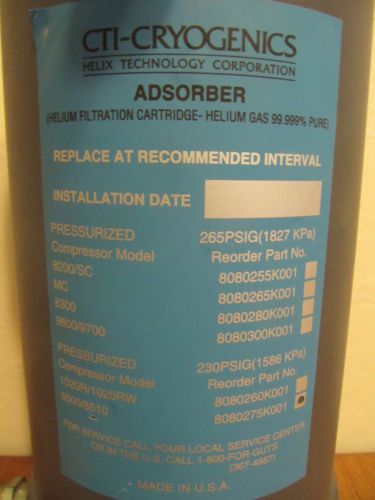 CTI-CRYOGENICS
HELIX TECHNOLOGY CORPORATION
ADSORBER
(HELIUM FILTRATION CARTRIDGE- HELIUM GAS 99.999% PURE)
REPLACE AT RECOMMENDED INTERVAL
INSTALLATION DATE
PRESSURIZED 265PSIG(1827 KPa)
Compressor Model Reorder Part No.
8200/SC 8080255K001
MC 8080265K001
8300 8080280K001
9600/9700 8080300K001
PRESSURIZED 230PSIG(1586 KPa)
Compressor Model Reorder Part No.
1020R/1020RW 8080260K001
8500/8510 8080275K001
FOR SERVICE CALL YOUR LOCAL SERVICE CENTER
OR IN THE U.S. CALL 1-800-FOR-GUTS
(367-4887)
MADE IN U.S.A.